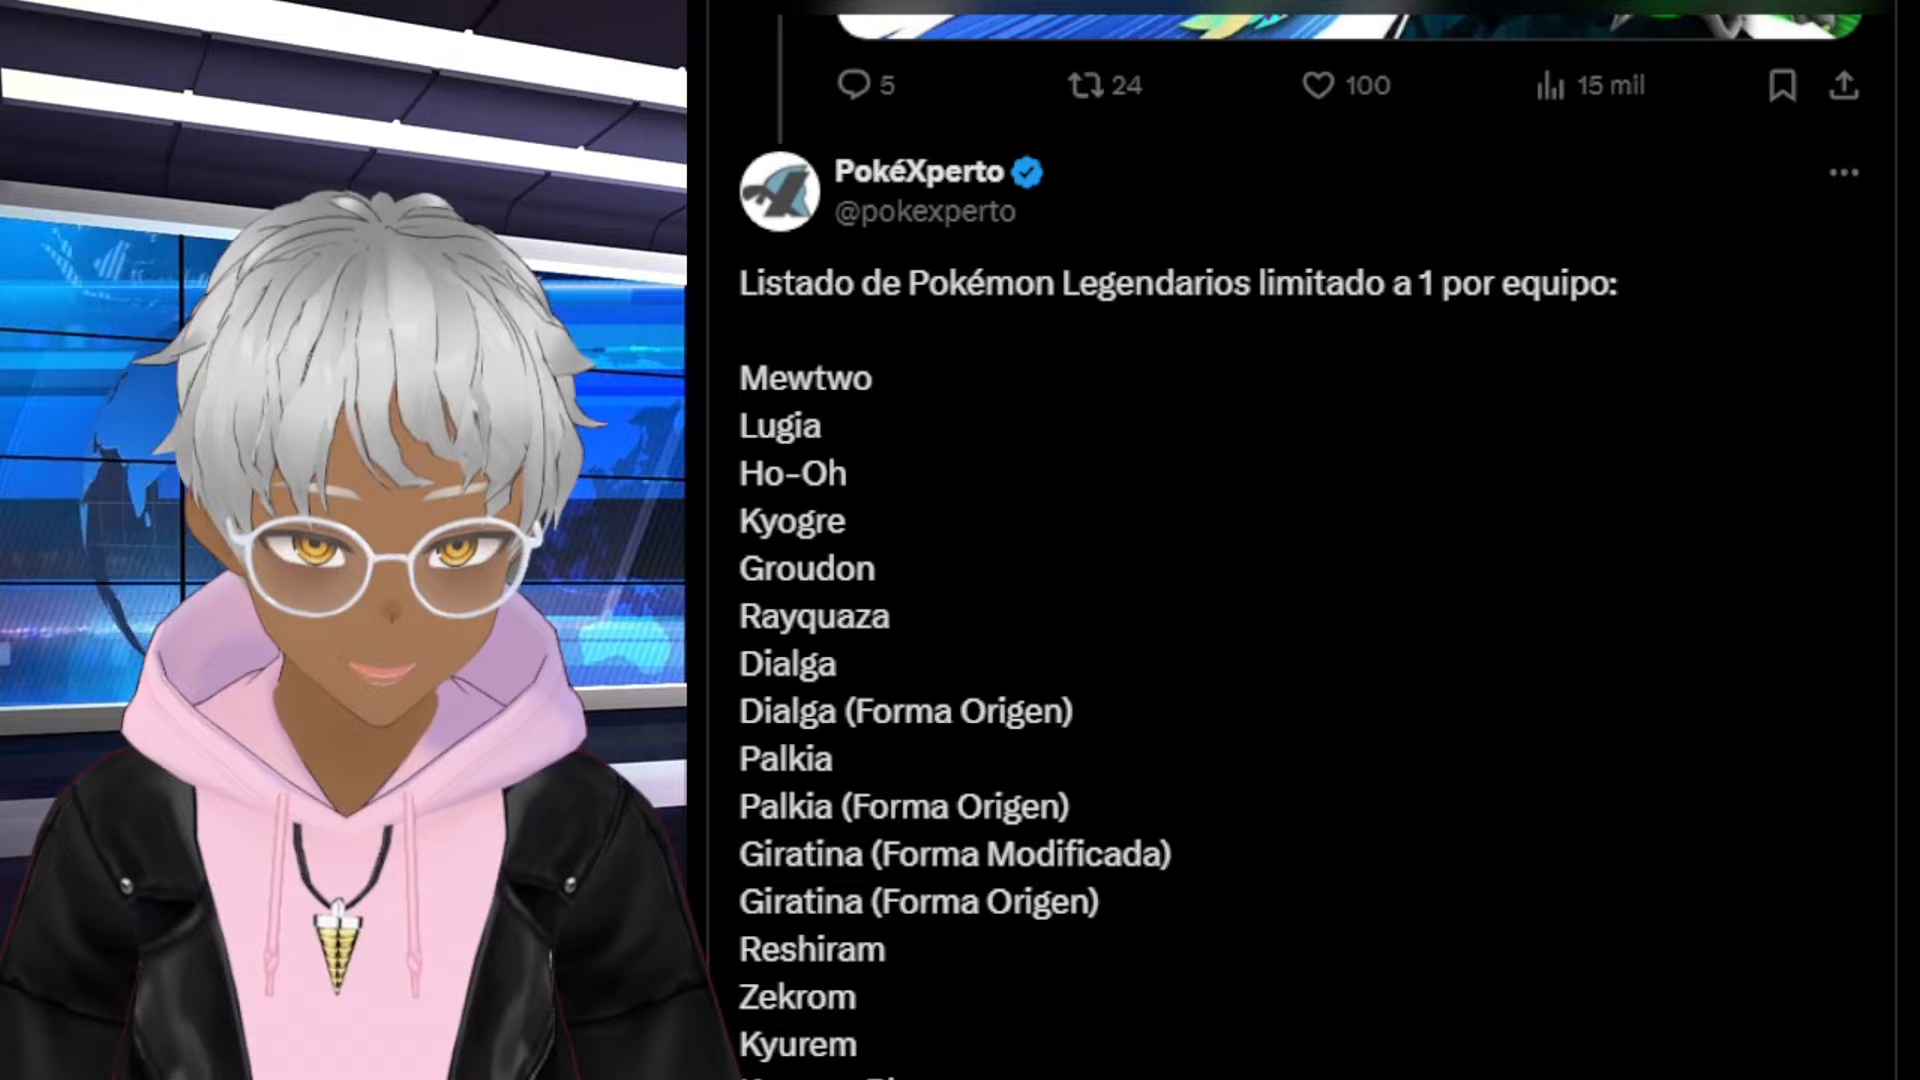 5
24
100
15 mil
PokéXperto
@pokexperto
Listado de Pokémon Legendarios limitado a 1 por equipo:
Mewtwo
Lugia
Ho-Oh
Kyogre
Groudon
Rayquaza
Dialga
Dialga (Forma Origen)
Palkia
Palkia (Forma Origen)
Giratina (Forma Modificada)
Giratina (Forma Origen)
Reshiram
Zekrom
Kyurem